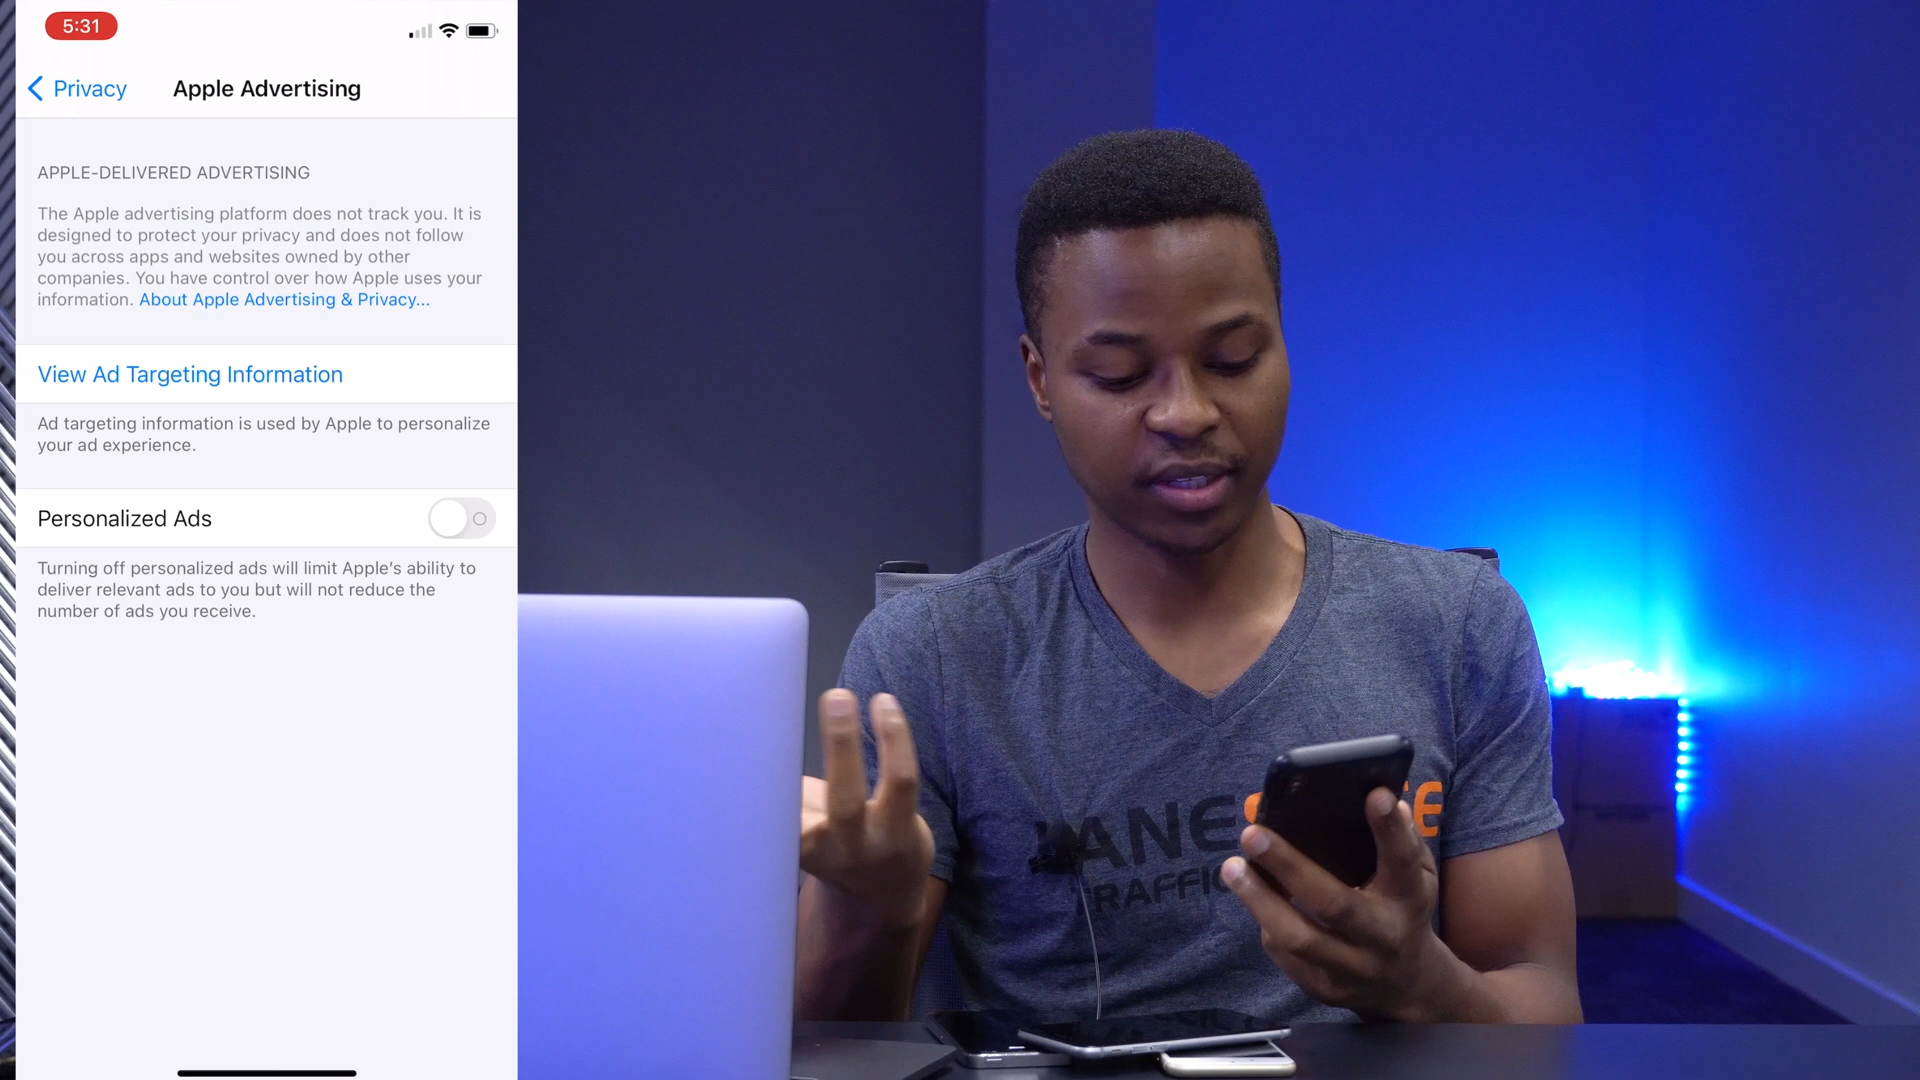 5:31
Privacy
Apple Advertising
APPLE-DELIVERED ADVERTISING
The Apple advertising platform does not track you. It is
designed to protect your privacy and does not follow
you across apps and websites owned by other
companies. You have control over how Apple uses your
information. About Apple Advertising & Privacy...
View Ad Targeting Information
Ad targeting information is used by Apple to personalize
your ad experience.
Personalized Ads
Turning off personalized ads will limit Apple's ability to
deliver relevant ads to you but will not reduce the
number of ads you receive.